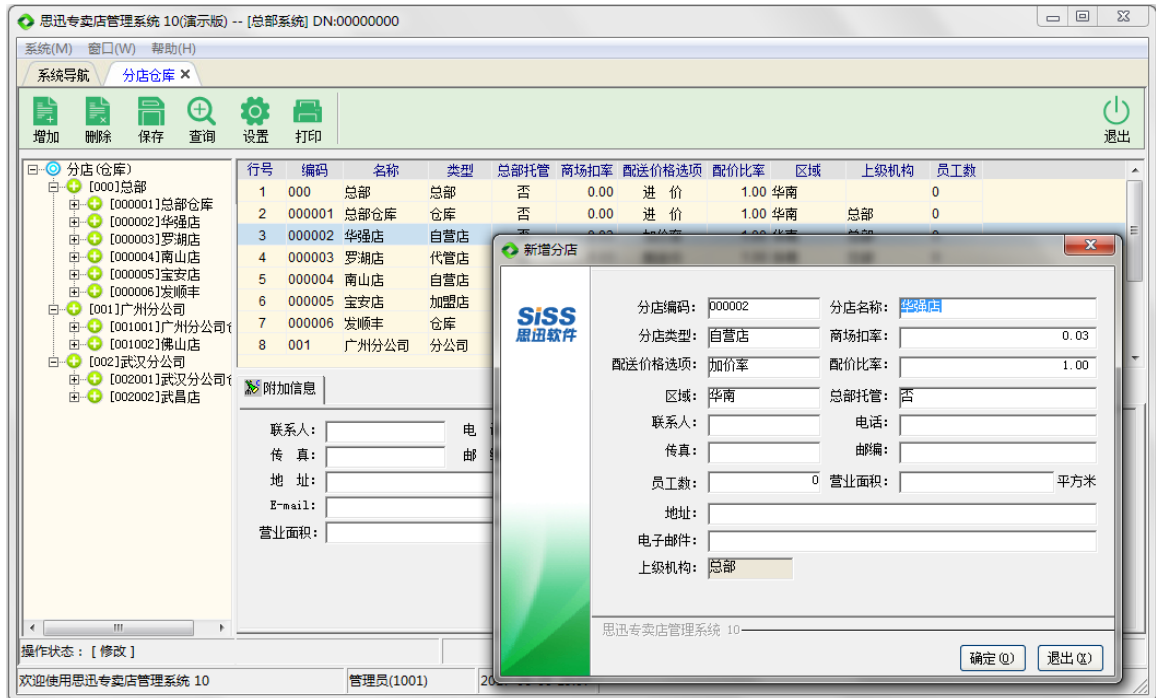 思迅专卖店管理系统 10(演示版) -- [总部系统] DN:00000000
系统(M) 窗口(W) 帮助(H)
系统导航 分店仓库
增加 删除 保存 查询 设置 打印 退出
分店(仓库)
[000]总部
[000001]总部仓库
[000002]华强店
[000003]罗湖店
[000004]南山店
[000005]宝安店
[000006]发顺丰
[001]广州分公司
[001001]广州分公司
[001002]佛山店
[002]武汉分公司
[002001]武汉分公司
[002002]武昌店
行号 编码 名称 类型 总部托管 商场扣率 配送价格选项 配价比率 区域 上级机构 员工数
1 000 总部 总部 否 0.00 进 价 1.00 华南 0
2 000001 总部仓库 仓库 否 0.00 进 价 1.00 华南 总部 0
3 000002 华强店 自营店
4 000003 罗湖店 代管店
5 000004 南山店 自营店
6 000005 宝安店 加盟店
7 000006 发顺丰 仓库
8 001 广州分公司 分公司
附加信息
联系人: 电
传 真: 邮
地 址:
E-mail:
营业面积:
新增分店
SiSS
思迅软件
分店编码: 000002 分店名称: 华强店
分店类型: 自营店 商场扣率: 0.03
配送价格选项: 加价率 配价比率: 1.00
区域: 华南 总部托管: 否
联系人: 电话:
传真: 邮编:
员工数: 0 营业面积: 平方米
地址:
电子邮件:
上级机构: 总部
思迅专卖店管理系统 10
确定(O) 退出(X)
操作状态: [ 修改 ]
欢迎使用思迅专卖店管理系统 10 管理员(1001)